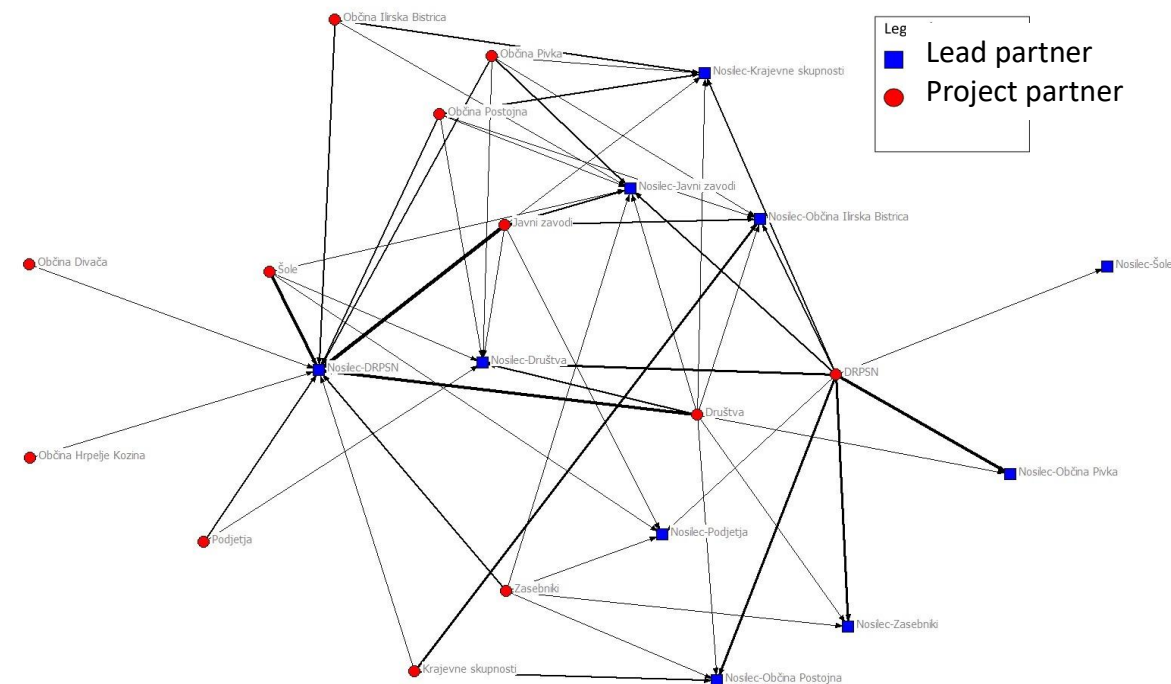 Občina Ilirska Bistrica
Leg
Lead partner
Občina Pivka
Nosilec-Krajevne skupnosti
Project partner
Občina Postojna
Nosilec-Javni zavodi
Javni zavodi
Nosilec-Občina Ilirska Bistrica
Občina Divača
Šole
Nosilec-Šole
Nosilec-DRPSN
Nosilec-Društva
DRPSN
Društva
Občina Hrpelje Kozina
Nosilec-Občina Pivka
Podjetja
Nosilec-Podjetja
Zasebniki
Nosilec-Zasebniki
Krajevne skupnosti
Nosilec-Občina Postojna